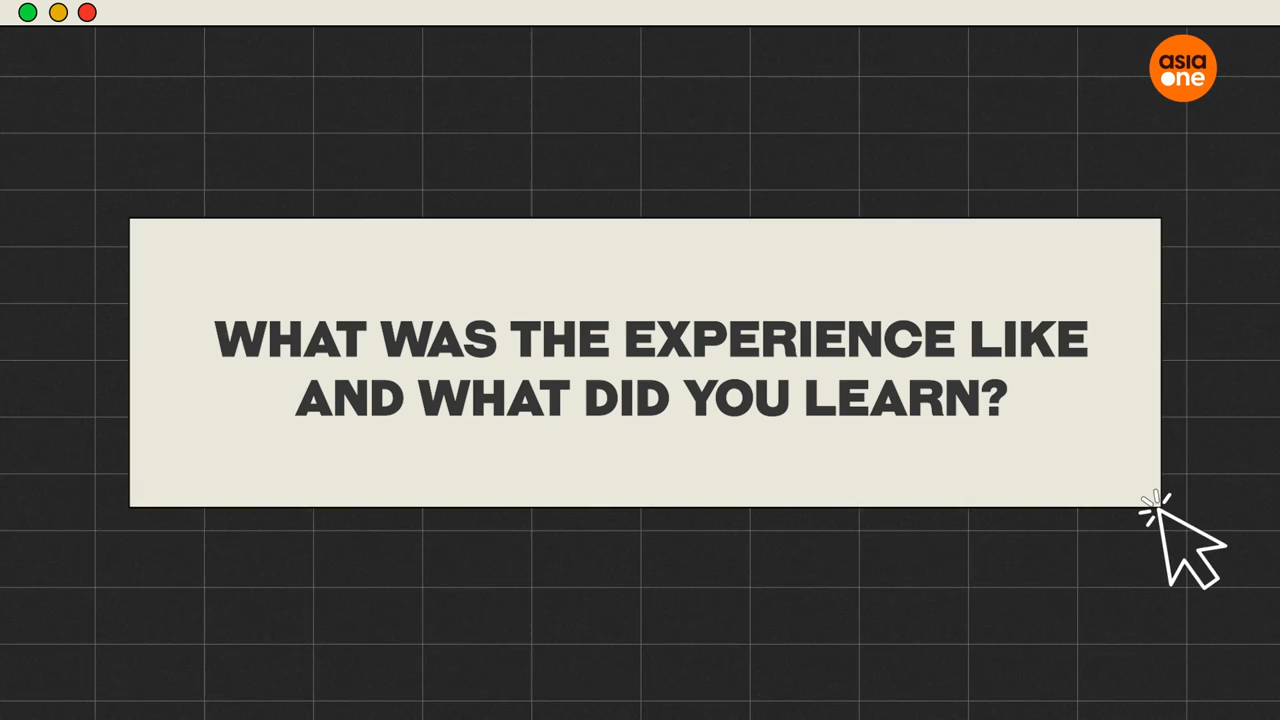 asia
one
WHAT WAS THE EXPERIENCE LIKE
AND WHAT DID YOU LEARN?